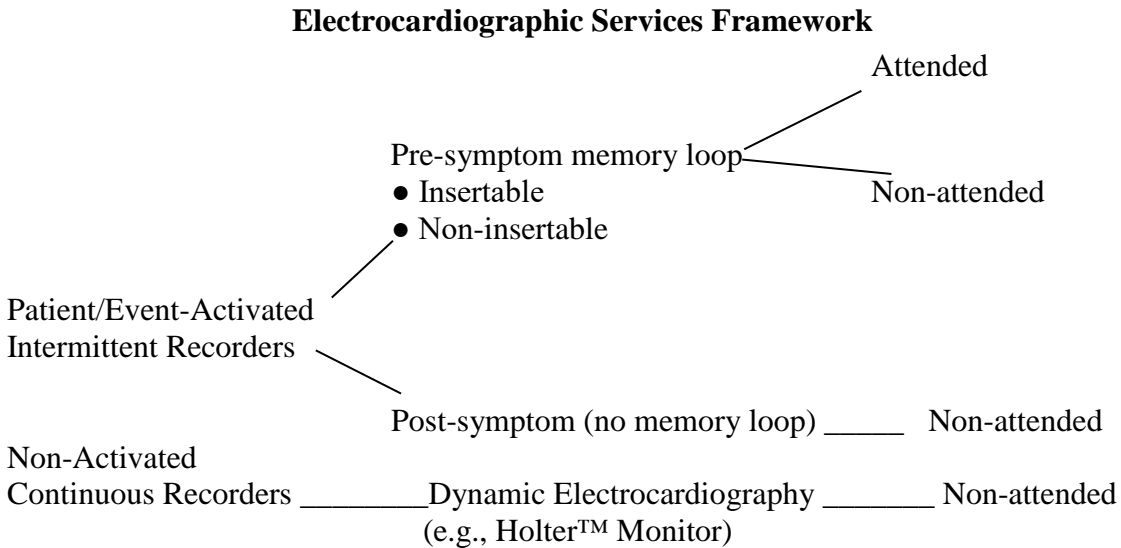 Electrocardiographic Services Framework
Attended
Pre-symptom memory loop
● Insertable
Non-attended
● Non-insertable
Patient/Event-Activated
Intermittent Recorders
Post-symptom (no memory loop) _____ Non-attended
Non-Activated
Continuous Recorders ________Dynamic Electrocardiography _______ Non-attended
(e.g., Holter™ Monitor)